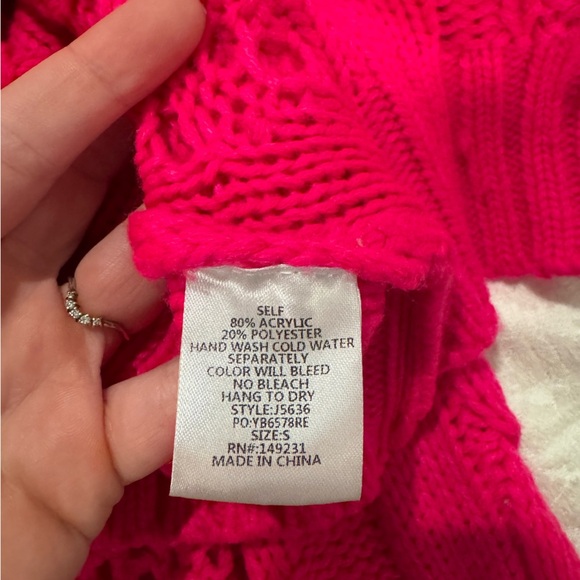 SELF
80% ACRYLIC
20% POLYESTER
HAND WASH COLD WATER
SEPARATELY
COLOR WILL BLEED
NO BLEACH
HANG TO DRY
STYLE:J5636
PO:YB6578RE
SIZE:S
RN#:149231
MADE IN CHINA